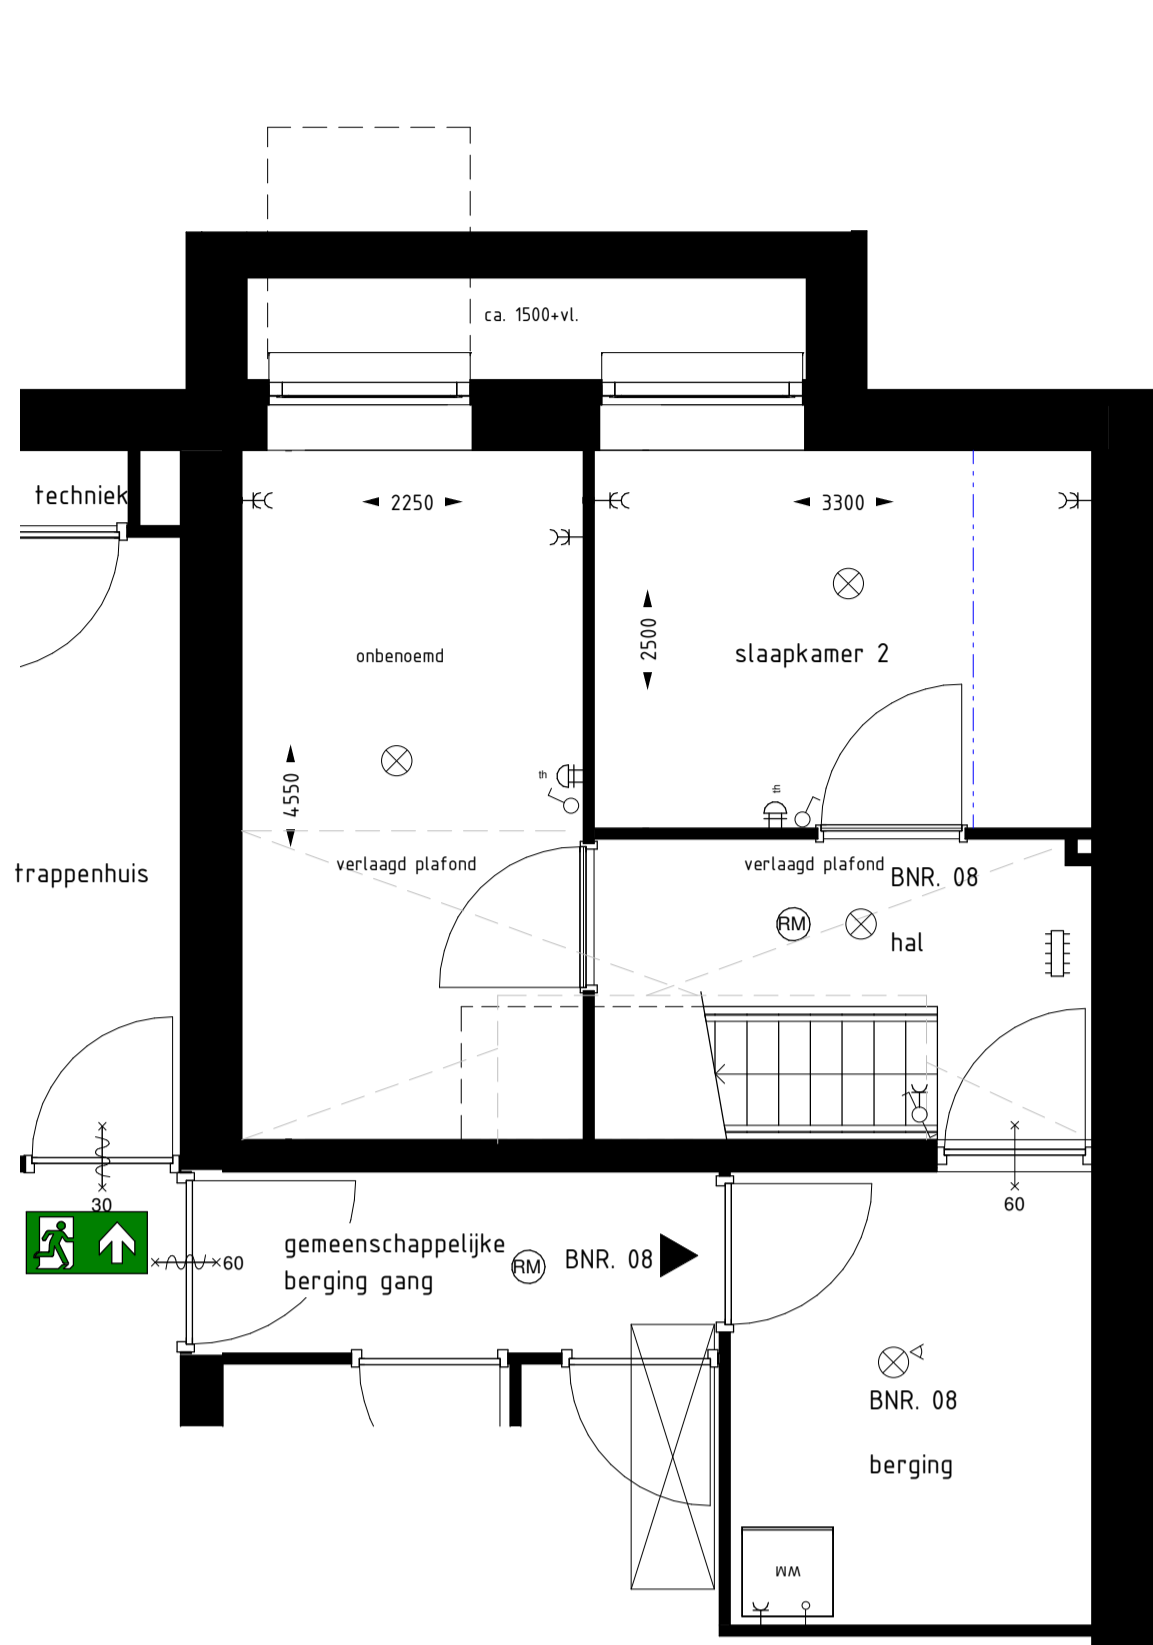 ca. 1500+vl.
techniek
2250
3300
onbenoemd
2500
slaapkamer 2
th
4550
th
verlaagd plafond
verlaagd plafond
BNR. 08
trappenhuis
RM
hal
30
60
60
gemeenschappelijke
berging gang
RM
BNR. 08
BNR. 08
berging
WM